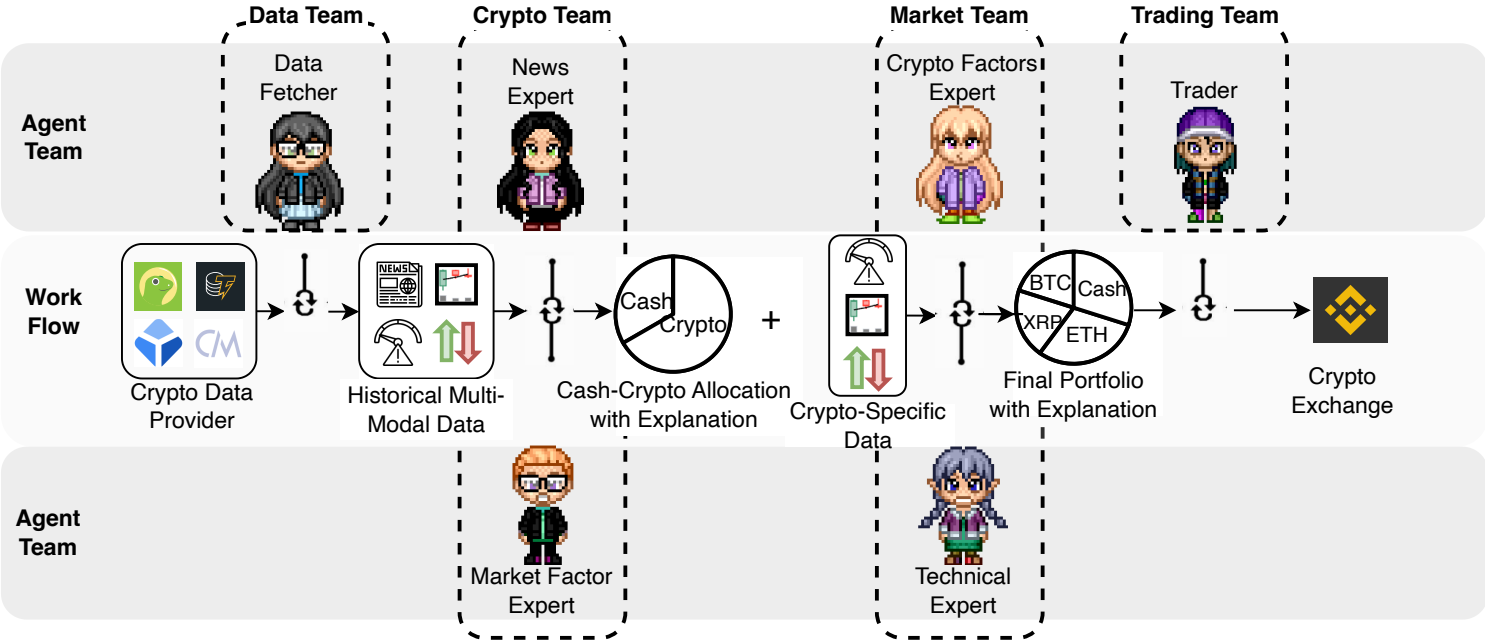 Data Team
Crypto Team
Market Team
Trading Team
Agent
Team
Data
Fetcher
News
Expert
Crypto Factors
Expert
Trader
Work
Flow
CM
Crypto Data
Provider
NEWS
Historical Multi-
Modal Data
Cash
Crypto
Cash-Crypto Allocation
with Explanation
+
Crypto-Specific
Data
BTC
Cash
XRP
ETH
Final Portfolio
with Explanation
Crypto
Exchange
Agent
Team
Market Factor
Expert
Technical
Expert